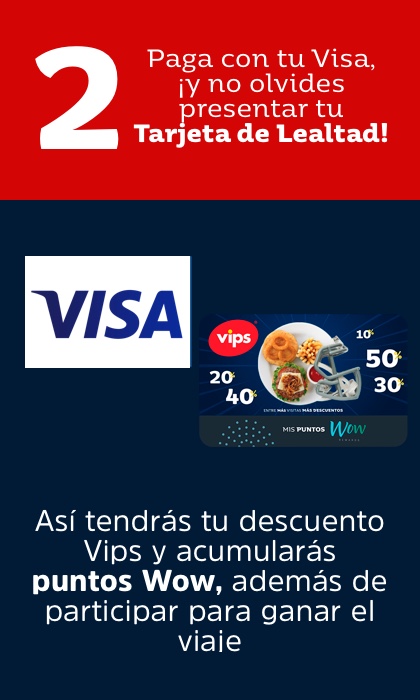 2
Paga con tu Visa,
¡y no olvides
presentar tu
Tarjeta de Lealtad!
VISA
vips
10%
50%
20%
30%
40%
ENTRE MÁS VISITAS MÁS DESCUENTOS
MIS PUNTOS Wow
REWARDS
Así tendrás tu descuento
Vips y acumularás
puntos Wow, además de
participar para ganar el
viaje